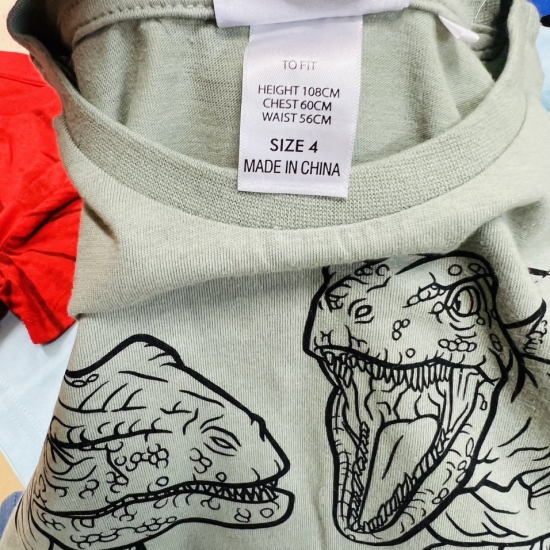 TO FIT
HEIGHT 108CM
CHEST 60CM
WAIST 56CM
SIZE 4
MADE IN CHINA